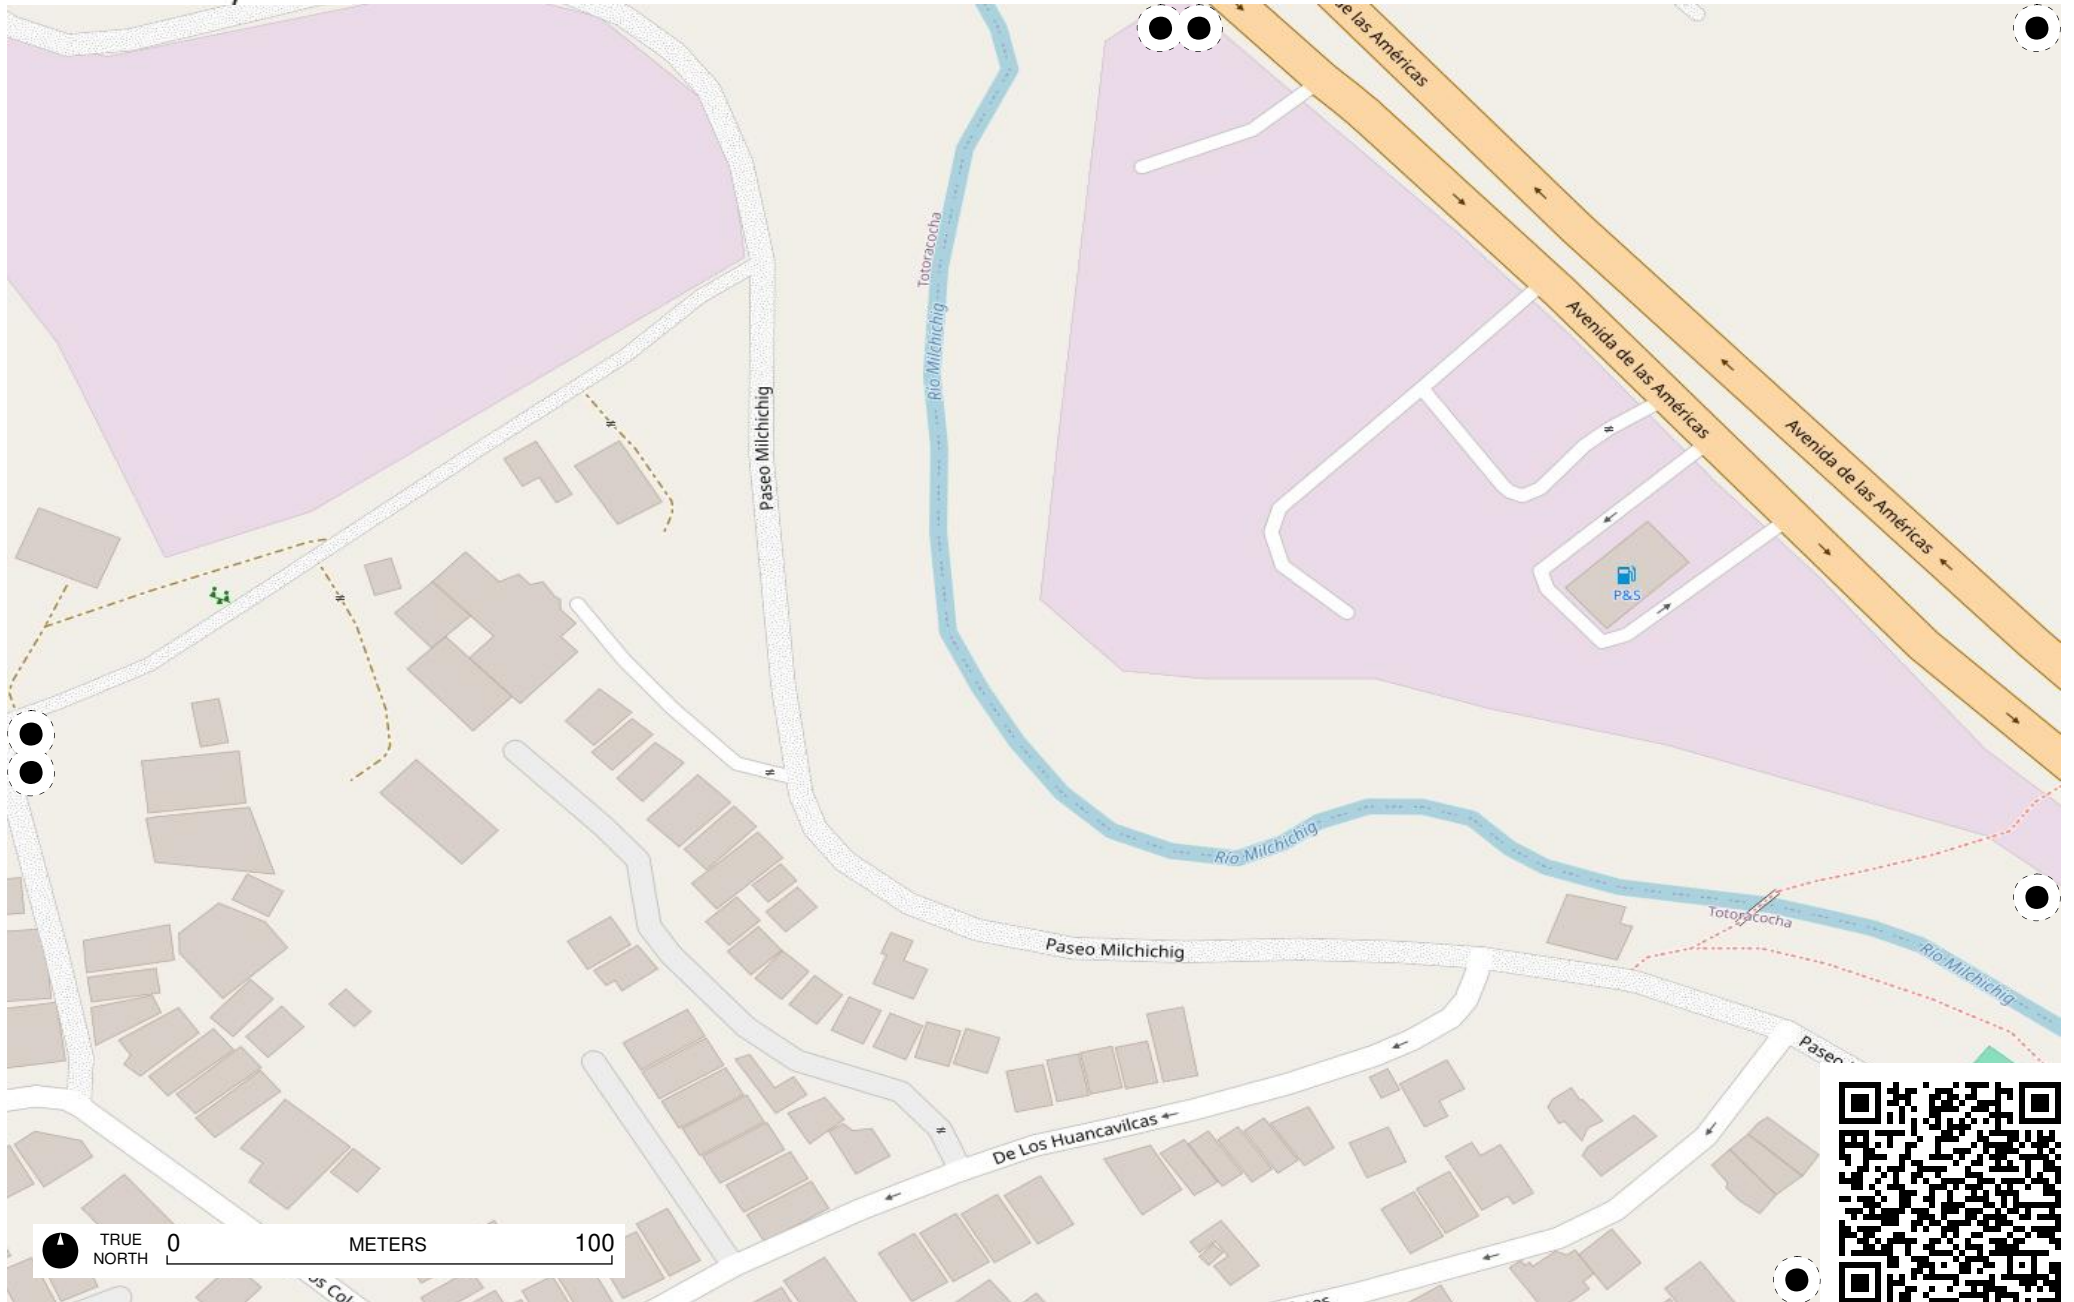 de las Américas
Totoracocha
Río Milchichig
Avenida de las Américas
Paseo Milchichig
Avenida de las Américas
P&S
Río Milchichig
Totoracocha
Paseo Milchichig
Río Milchichig
Paseo
De Los Huancavilcas
TRUE NORTH
0 METERS 100